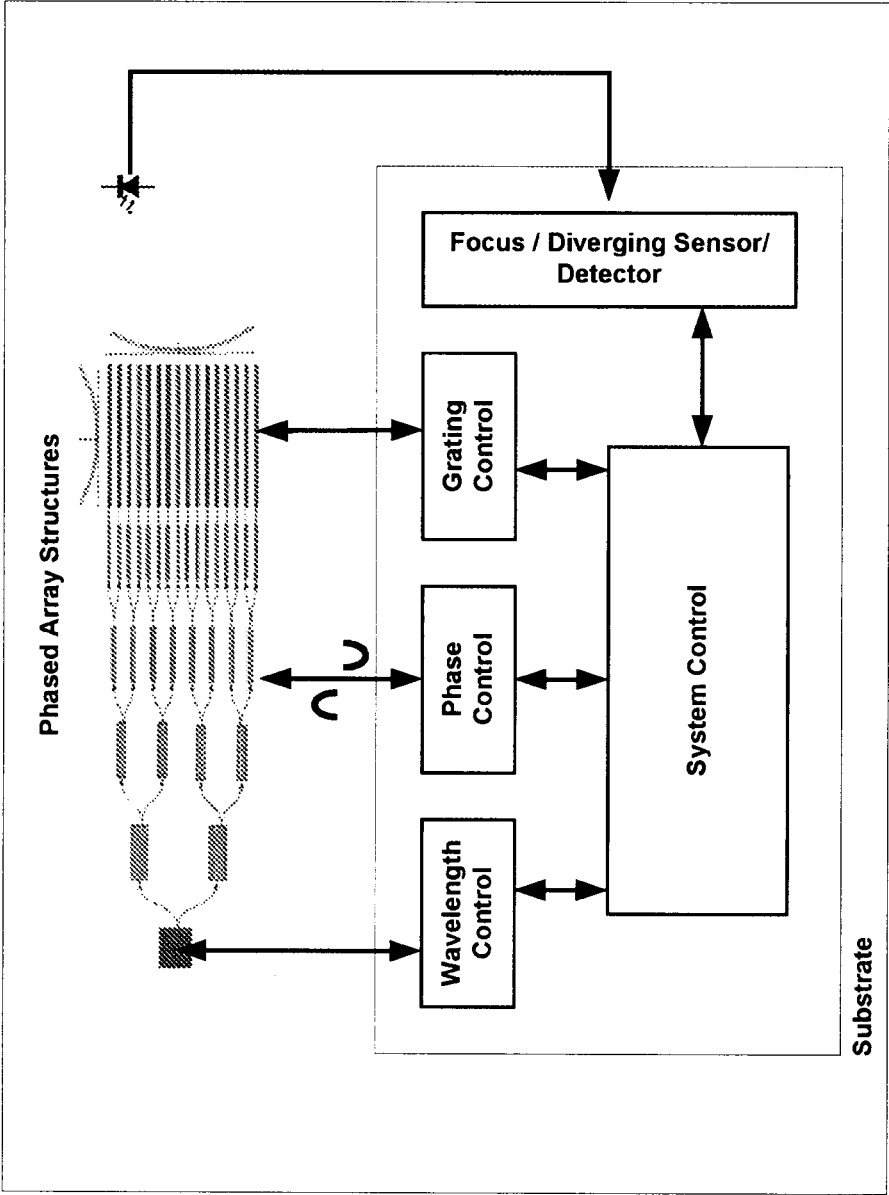 Phased Array Structures
Wavelength
Control
Phase
Control
Grating
Control
Focus / Diverging Sensor/
Detector
System Control
Substrate